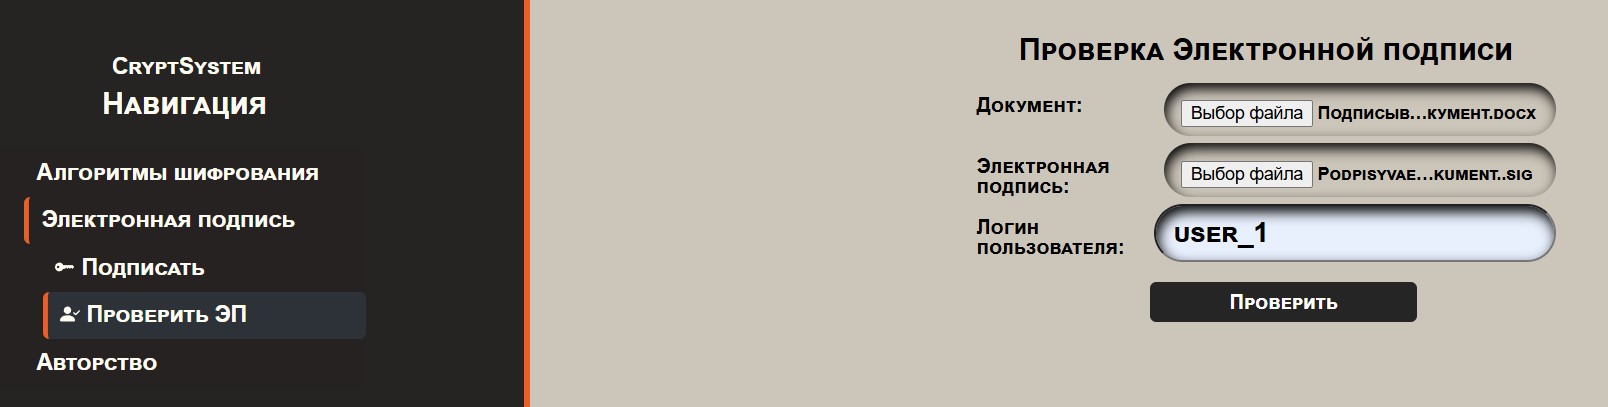 CryptSystem
Навигация
Алгоритмы шифрования
Электронная подпись
Подписать
Проверить ЭП
Авторство
Проверка Электронной подписи
Документ:
Выбор файла Подписыв...кумент.docx
Электронная
подпись:
Выбор файла Podpisyvae...kument..sig
Логин
пользователя:
user_1
Проверить